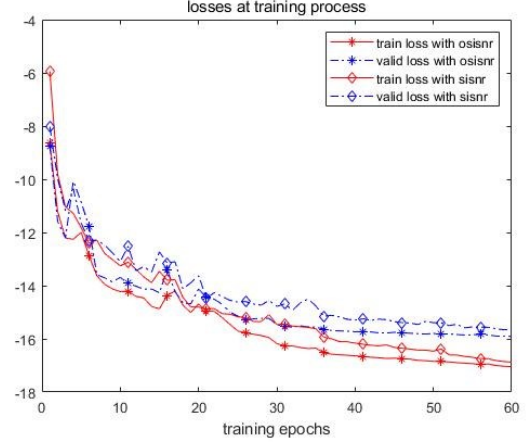 losses at training process
-4
train loss with osisnr
valid loss with osisnr
train loss with sisnr
valid loss with sisnr
-6
-8
-10
-12
-14
-16
-18
0 10 20 30 40 50 60
training epochs